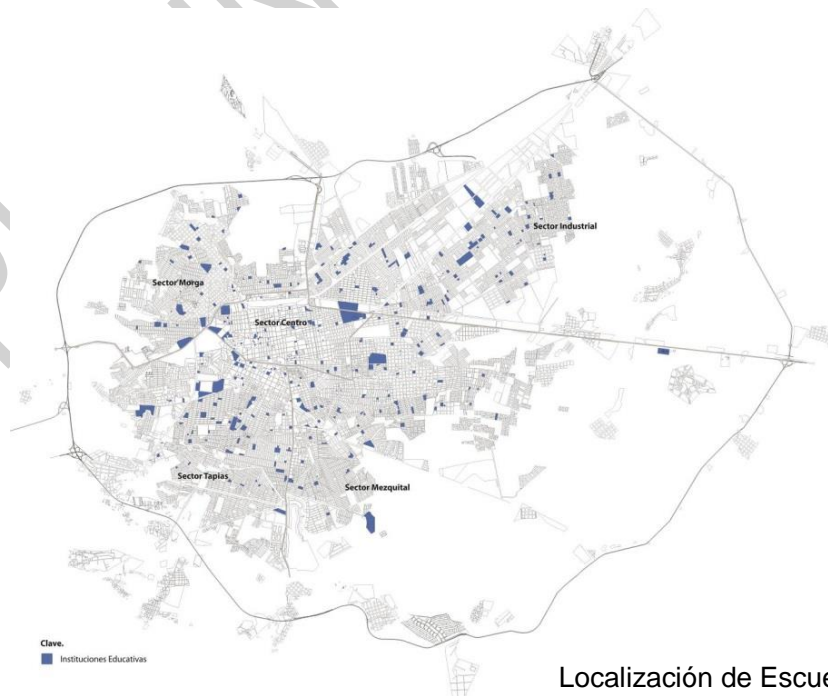 Sector Industrial
Sector Morga
Sector Centro
Sector Tapias
Sector Mezquital
Clave.
Instituciones Educativas
Localización de Escue